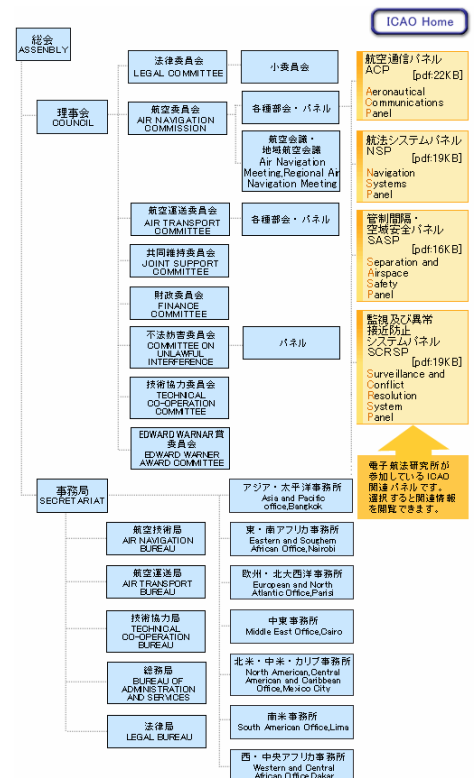 ICAO Home
総会
ASSEMBLY
理事会
COUNCIL
法律委員会
LEGAL COMMITTEE
小委員会
航空委員会
AIR NAVIGATION
COMMISSION
各種部会・パネル
航空会議・
地域航空会議
Air Navigation
Meeting,Regional Air
Navigation Meeting
航空運送委員会
AIR TRANSPORT
COMMITTEE
各種部会・パネル
共同維持委員会
JOINT SUPPORT
COMMITTEE
財政委員会
FINANCE
COMMITTEE
不法妨害委員会
COMMITTEE ON
UNLAWFUL
INTERFERENCE
パネル
技術協力委員会
TECHNICAL
CO-OPERATION
COMMITTEE
EDWARD WARNAR賞
委員会
EDWARD WARNER
AWARD COMMITTEE
航空通信パネル
ACP
[pdf:22KB]
Aeronautical
Communications
Panel
航法システムパネル
NSP
[pdf:19KB]
Navigation
Systems
Panel
管制間隔・
空域安全パネル
SASP
[pdf:16KB]
Separation and
Airspace
Safety
Panel
監視及び異常
接近防止
システムパネル
SCRSP
[pdf:19KB]
Surveillance and
Conflict
Resolution
System
Panel
電子航法研究所が
参加しているICAO
関連パネルです。
選択すると関連情報
を閲覧できます。
事務局
SECRETARIAT
航空技術局
AIR NAVIGATION
BUREAU
航空運送局
AIR TRANSPORT
BUREAU
技術協力局
TECHNICAL
CO-OPERATION
BUREAU
総務局
BUREAU OF
ADMINISTRATION
AND SERVICES
法律局
LEGAL BUREAU
アジア・太平洋事務所
Asia and Pacific
office,Bangkok
東・南アフリカ事務所
Eastern and Southern
African Office,Nairobi
欧州・北大西洋事務所
European and North
Atlantic Office,Parisi
中東事務所
Middle East Office,Cairo
北米・中米・カリブ事務所
North American,Central
American and Caribbean
Office,Mexico City
南米事務所
South American Office,Lima
西・中央アフリカ事務所
Western and Central
African Office,Dakar